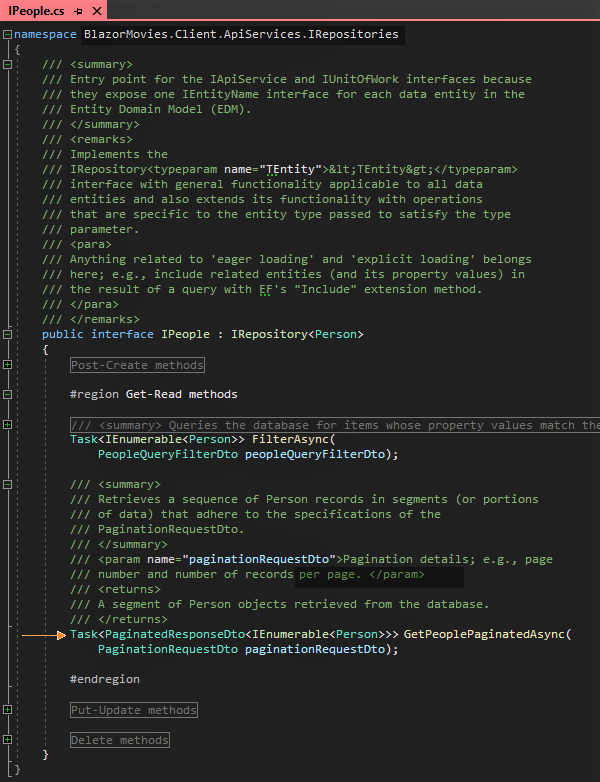 IPeople.cs
namespace BlazorMovies.Client.ApiServices.IRepositories
{
/// <summary>
/// Entry point for the IApiService and IUnitOfWork interfaces because
/// they expose one IEntityName interface for each data entity in the
/// Entity Domain Model (EDM).
/// </summary>
/// <remarks>
/// Implements the
/// IRepository<typeparam name="TEntity">&lt;TEntity&gt;</typeparam>
/// interface with general functionality applicable to all data
/// entities and also extends its functionality with operations
/// that are specific to the entity type passed to satisfy the type
/// parameter.
/// <para>
/// Anything related to 'eager loading' and 'explicit loading' belongs
/// here; e.g., include related entities (and its property values) in
/// the result of a query with EF's "Include" extension method.
/// </para>
/// </remarks>
public interface IPeople : IRepository<Person>
{
Post-Create methods
#region Get-Read methods
/// <summary> Queries the database for items whose property values match the
Task<IEnumerable<Person>> FilterAsync(
PeopleQueryFilterDto peopleQueryFilterDto);
/// <summary>
/// Retrieves a sequence of Person records in segments (or portions
/// of data) that adhere to the specifications of the
/// PaginationRequestDto.
/// </summary>
/// <param name="paginationRequestDto">Pagination details; e.g., page
/// number and number of records per page. </param>
/// <returns>
/// A segment of Person objects retrieved from the database.
/// </returns>
Task<PaginatedResponseDto<IEnumerable<Person>>> GetPeoplePaginatedAsync(
PaginationRequestDto paginationRequestDto);
#endregion
Put-Update methods
Delete methods
}
}